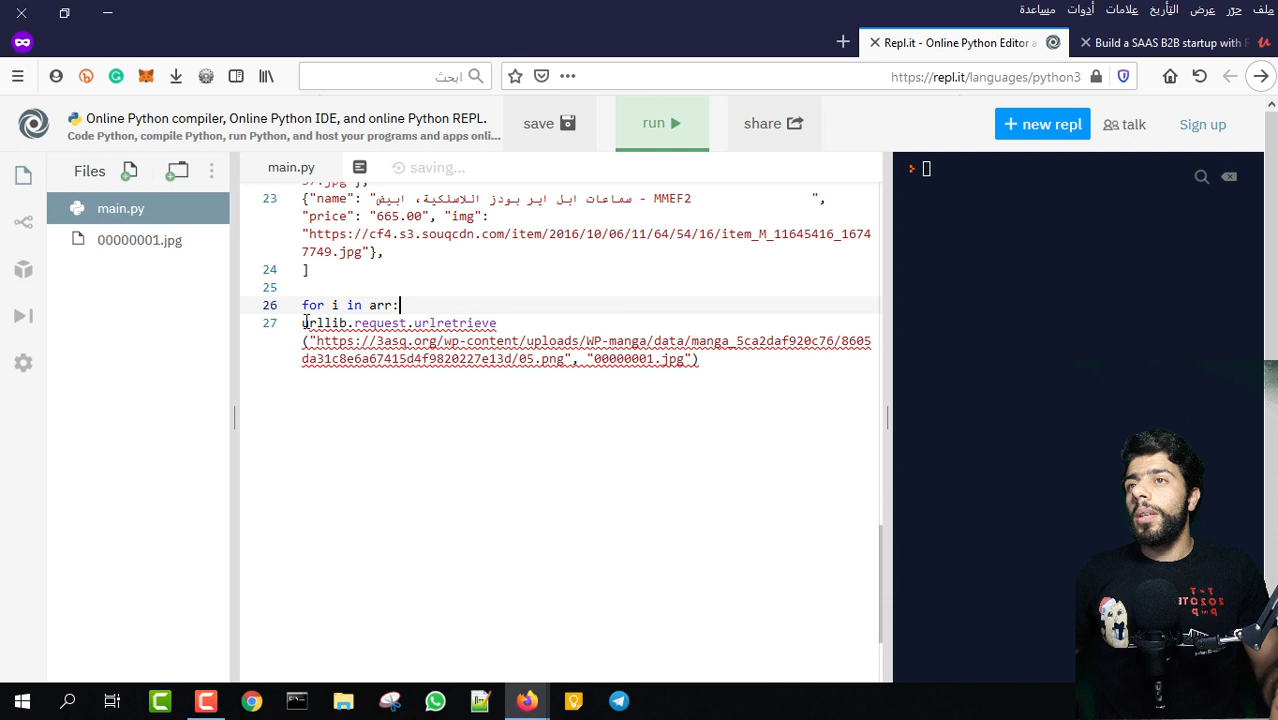 ملف حرّر عرض التأريخ علامات أدوات مساعدة
Repl.it - Online Python Editor a
Build a SAAS B2B startup with F
ابحث
https://repl.it/languages/python3
Online Python compiler, Online Python IDE, and online Python REPL.
Code Python, compile Python, run Python, and host your programs and apps onli...
save
run
share
+ new repl
talk
Sign up
Files
main.py
saving...
main.py
00000001.jpg
23 {"name": "سماعات ابل اير بودز اللاسلكية، ابيض - MMEF2 ",
"price": "665.00", "img":
"https://cf4.s3.souqcdn.com/item/2016/10/06/11/64/54/16/item_M_11645416_1674
7749.jpg"},
24 ]
25
26 for i in arr:
27 urllib.request.urlretrieve
("https://3asq.org/wp-content/uploads/WP-manga/data/manga_5ca2daf920c76/8605
da31c8e6a67415d4f9820227e13d/05.png", "00000001.jpg")